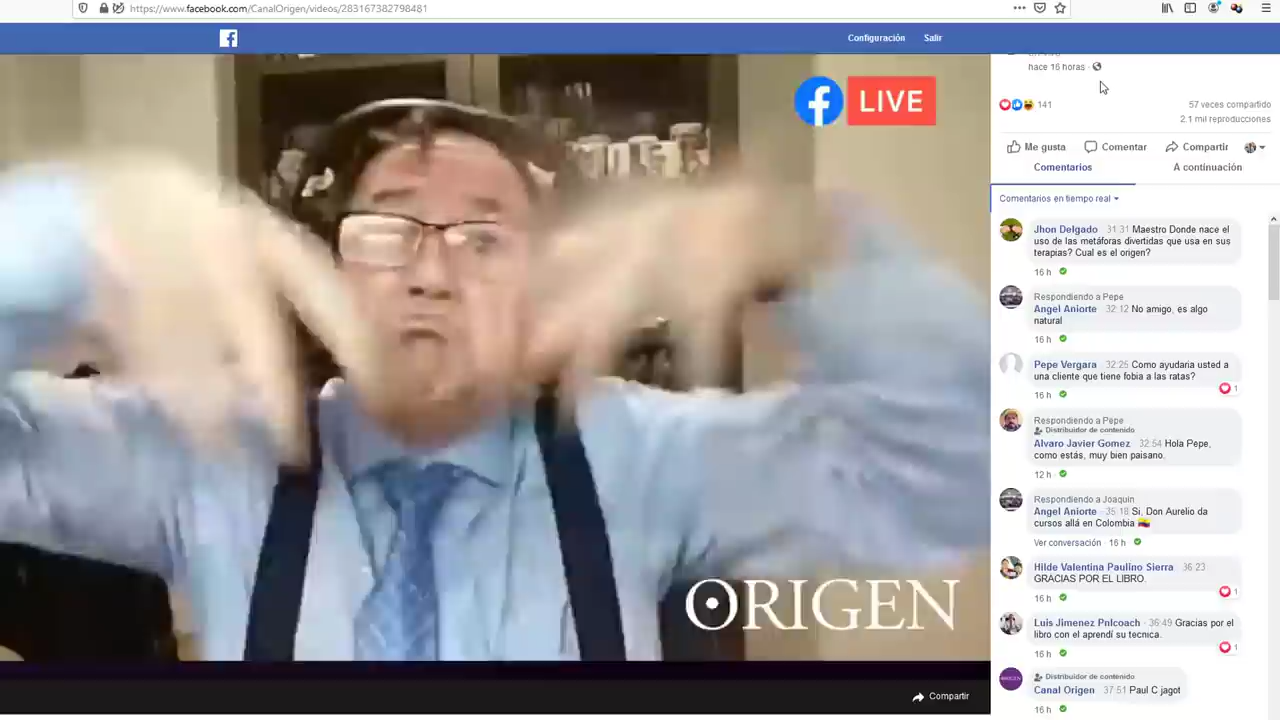 https://www.facebook.com/CanalOrigen/videos/283167382798481
Configuración Salir
LIVE
ORIGEN
Compartir
hace 16 horas ·
141
57 veces compartido
2.1 mil reproducciones
Me gusta Comentar Compartir
Comentarios A continuación
Comentarios en tiempo real
Jhon Delgado · 31:31 Maestro Donde nace el
uso de las metáforas divertidas que usa en sus
terapias? Cual es el origen?
16 h
Respondiendo a Pepe
Angel Aniorte · 32:12 No amigo, es algo
natural
16 h
Pepe Vergara · 32:25 Como ayudaria usted a
una cliente que tiene fobia a las ratas?
1
16 h
Respondiendo a Pepe
Distribuidor de contenido
Alvaro Javier Gomez · 32:54 Hola Pepe,
como estás, muy bien paisano.
12 h
Respondiendo a Joaquin
Angel Aniorte · 35:18 Si, Don Aurelio da
cursos allá en Colombia
Ver conversación · 16 h
Hilde Valentina Paulino Sierra · 36:23
GRACIAS POR EL LIBRO.
1
16 h
Luis Jimenez Pnlcoach · 36:49 Gracias por el
libro con el aprendí su tecnica.
1
16 h
Distribuidor de contenido
Canal Origen · 37:51 Paul C jagot
16 h